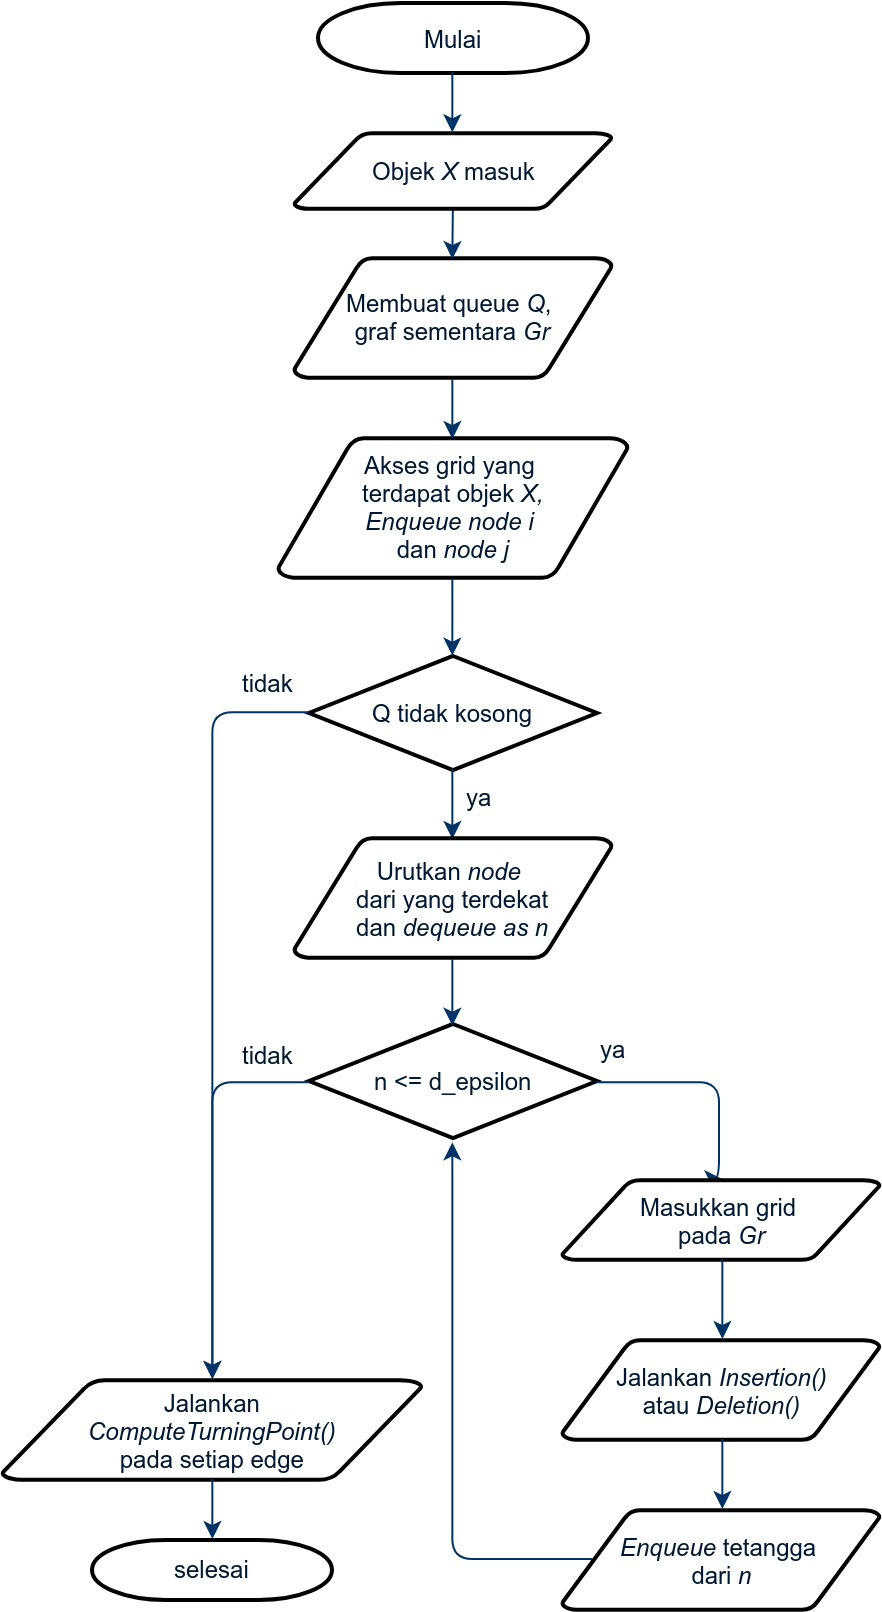 Mulai
Objek X masuk
Membuat queue Q,
graf sementara Gr
Akses grid yang
terdapat objek X,
Enqueue node i
dan node j
tidak
Q tidak kosong
ya
Urutkan node
dari yang terdekat
dan dequeue as n
tidak
n <= d_epsilon
ya
Masukkan grid
pada Gr
Jalankan Insertion()
atau Deletion()
Jalankan
ComputeTurningPoint()
pada setiap edge
Enqueue tetangga
dari n
selesai